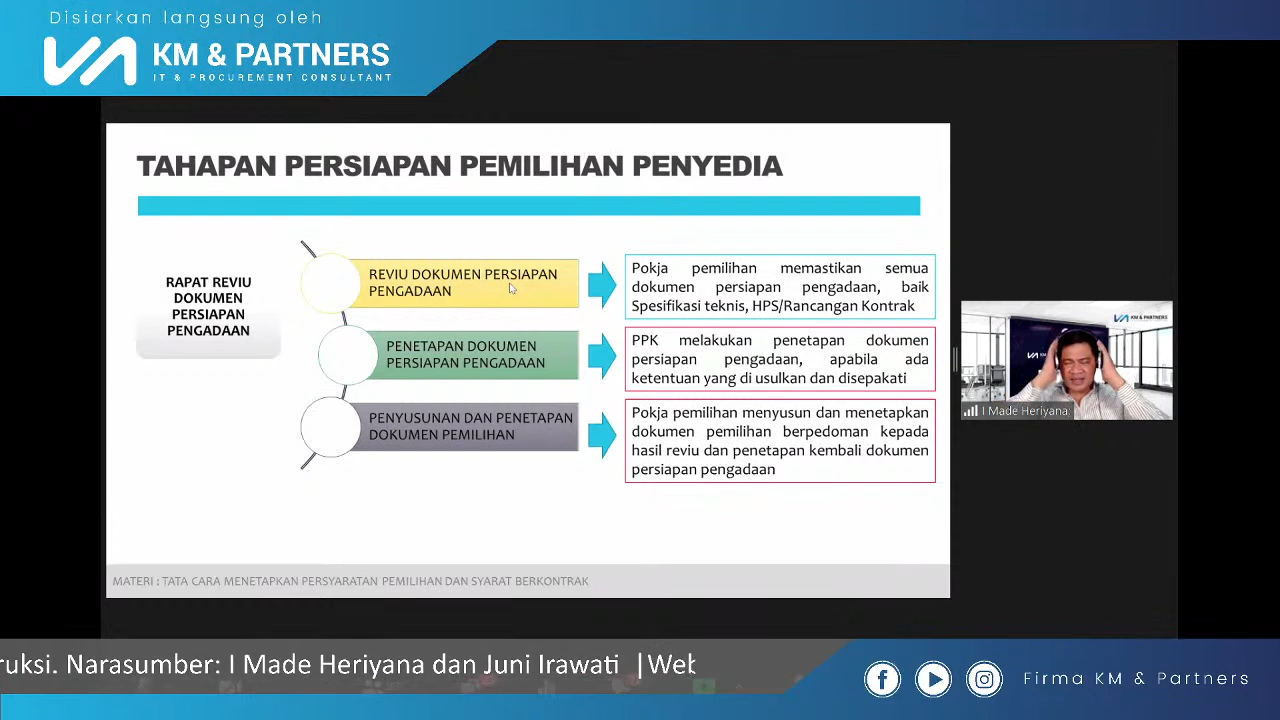 Disiarkan langsung oleh
KM & PARTNERS
IT & PROCUREMENT CONSULTANT
TAHAPAN PERSIAPAN PEMILIHAN PENYEDIA
RAPAT REVIU
DOKUMEN
PERSIAPAN
PENGADAAN
REVIU DOKUMEN PERSIAPAN
PENGADAAN
Pokja pemilihan memastikan semua
dokumen persiapan pengadaan, baik
Spesifikasi teknis, HPS/Rancangan Kontrak
PENETAPAN DOKUMEN
PERSIAPAN PENGADAAN
PPK melakukan penetapan dokumen
persiapan pengadaan, apabila ada
ketentuan yang di usulkan dan disepakati
PENYUSUNAN DAN PENETAPAN
DOKUMEN PEMILIHAN
Pokja pemilihan menyusun dan menetapkan
dokumen pemilihan berpedoman kepada
hasil reviu dan penetapan kembali dokumen
persiapan pengadaan
MATERI : TATA CARA MENETAPKAN PERSYARATAN PEMILIHAN DAN SYARAT BERKONTRAK
KM & PARTNERS
I Made Heriyana:
ruksi. Narasumber: I Made Heriyana dan Juni Irawati |Web
Firma KM & Partners